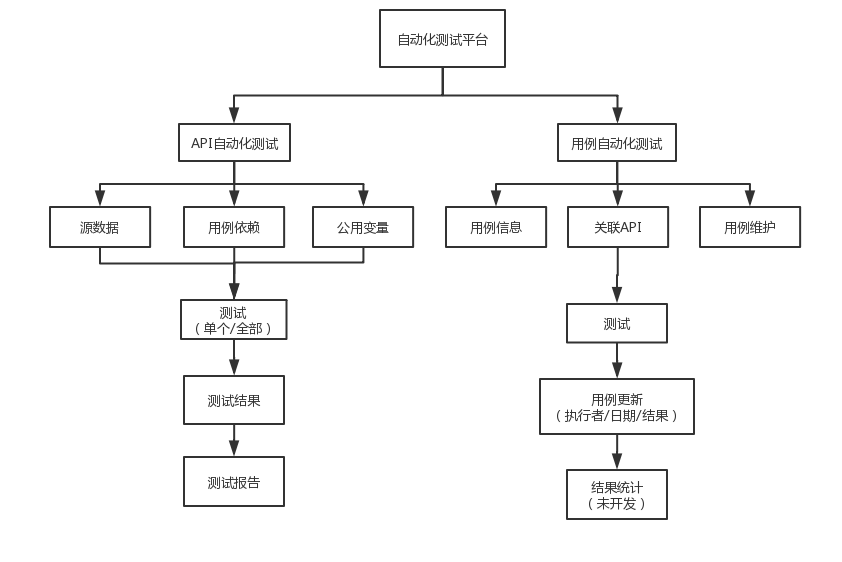 自动化测试平台
API自动化测试
用例自动化测试
源数据
用例依赖
公用变量
用例信息
关联API
用例维护
测试
（单个/全部）
测试
测试结果
用例更新
（执行者/日期/结果）
测试报告
结果统计
（未开发）